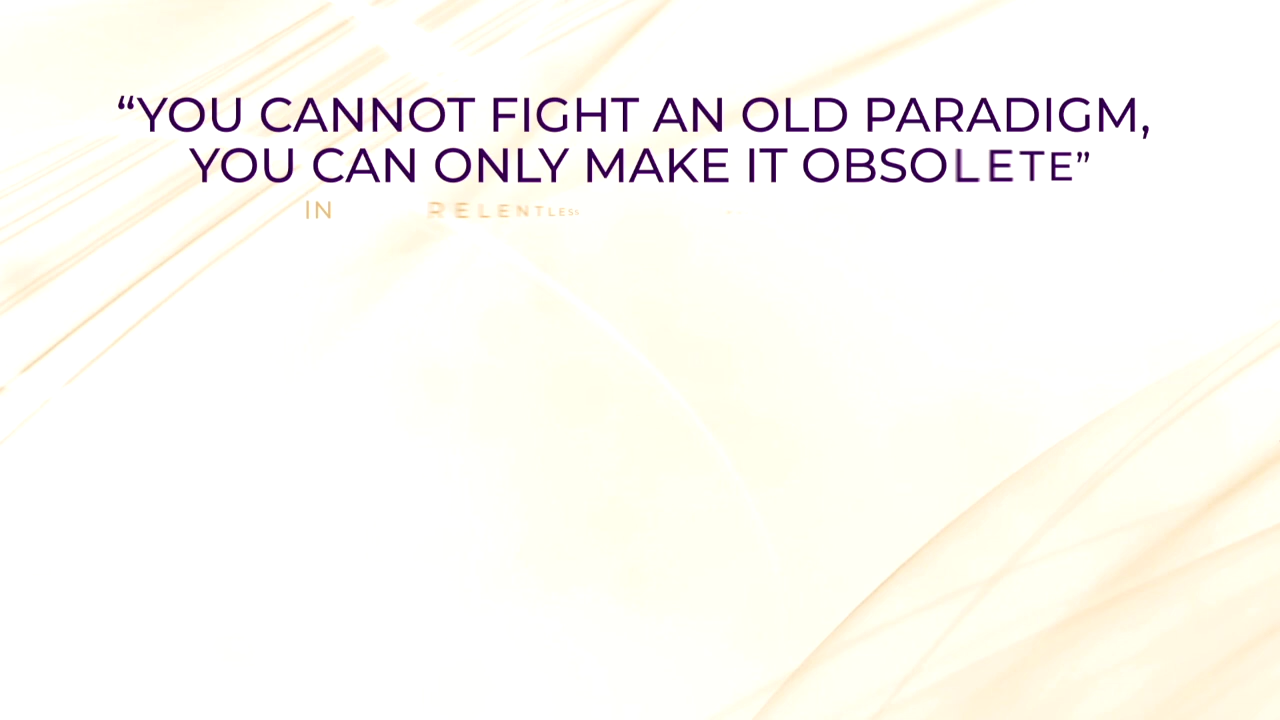 “YOU CANNOT FIGHT AN OLD PARADIGM,
YOU CAN ONLY MAKE IT OBSOLETE”
IN RELENTLESS